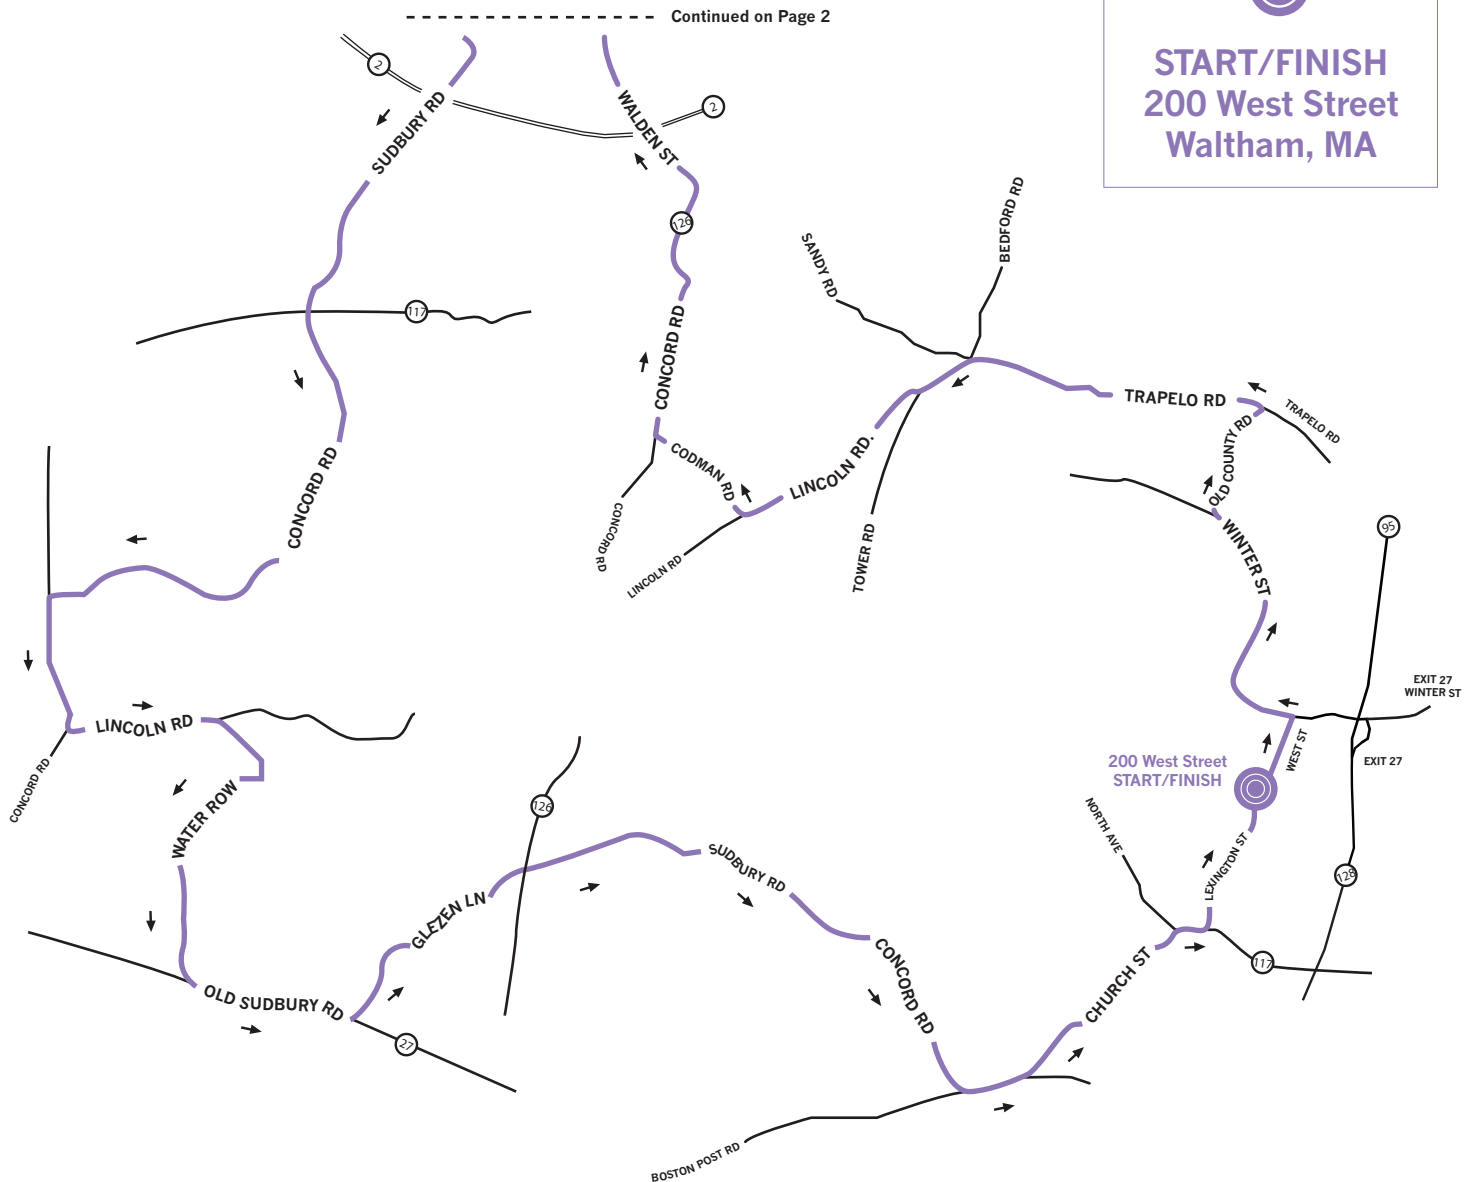 Continued on Page 2
START/FINISH
200 West Street
Waltham, MA
2
2
SUDBURY RD
WALDEN ST
126
SANDY RD
BEDFORD RD
117
CONCORD RD
TRAPELO RD
TRAPELO RD
OLD COUNTY RD
LINCOLN RD.
CODMAN RD
CONCORD RD
CONCORD RD
LINCOLN RD
TOWER RD
WINTER ST
95
EXIT 27
WINTER ST
WEST ST
EXIT 27
200 West Street
START/FINISH
LINCOLN RD
CONCORD RD
WATER ROW
126
NORTH AVE
LEXINGTON ST
128
SUDBURY RD
GLEZEN LN
CONCORD RD
CHURCH ST
117
OLD SUDBURY RD
27
BOSTON POST RD